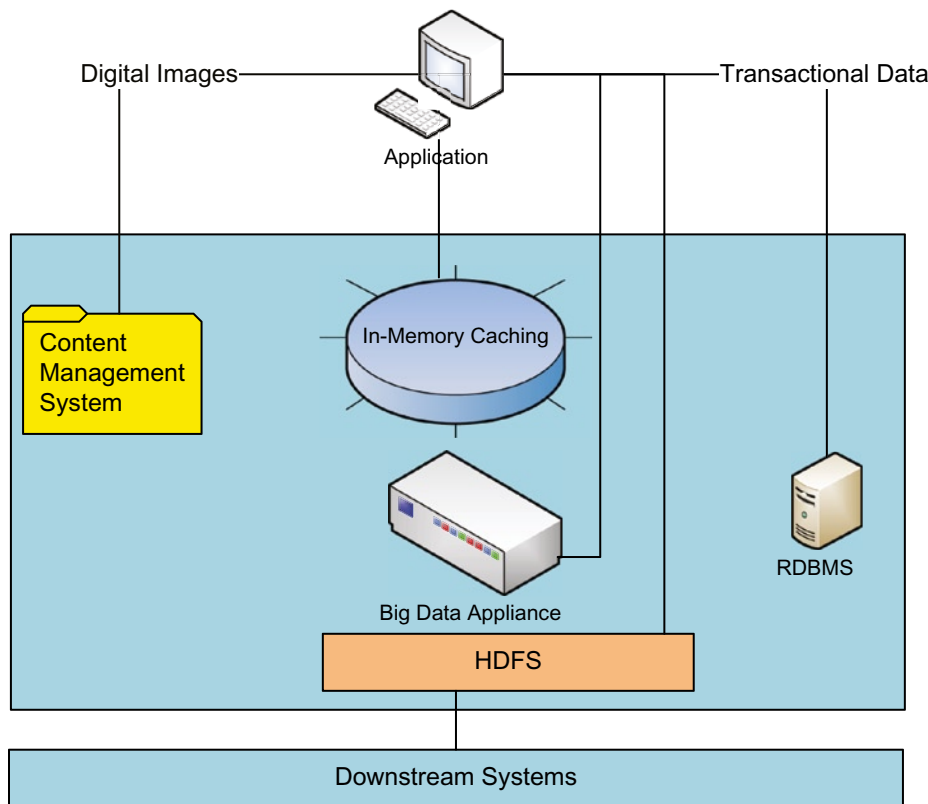 Digital Images
Transactional Data
Application
In-Memory Caching
Content
Management
System
RDBMS
Big Data Appliance
HDFS
Downstream Systems